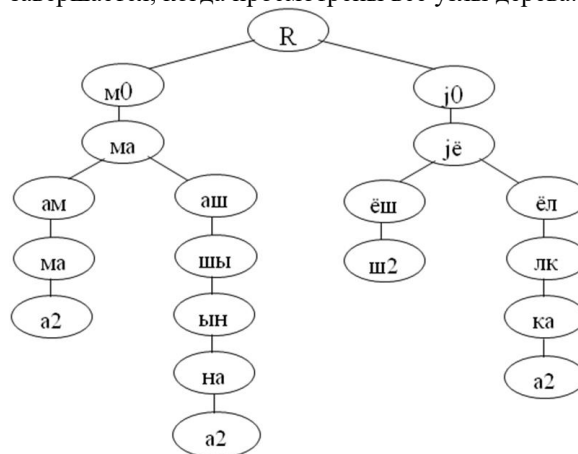 завершается, когда просмотрены все узлы дерева.
R
м0 j0
ма jё
ам аш ёш ёл
ма шы ш2 лк
а2 ын ка
на а2
а2